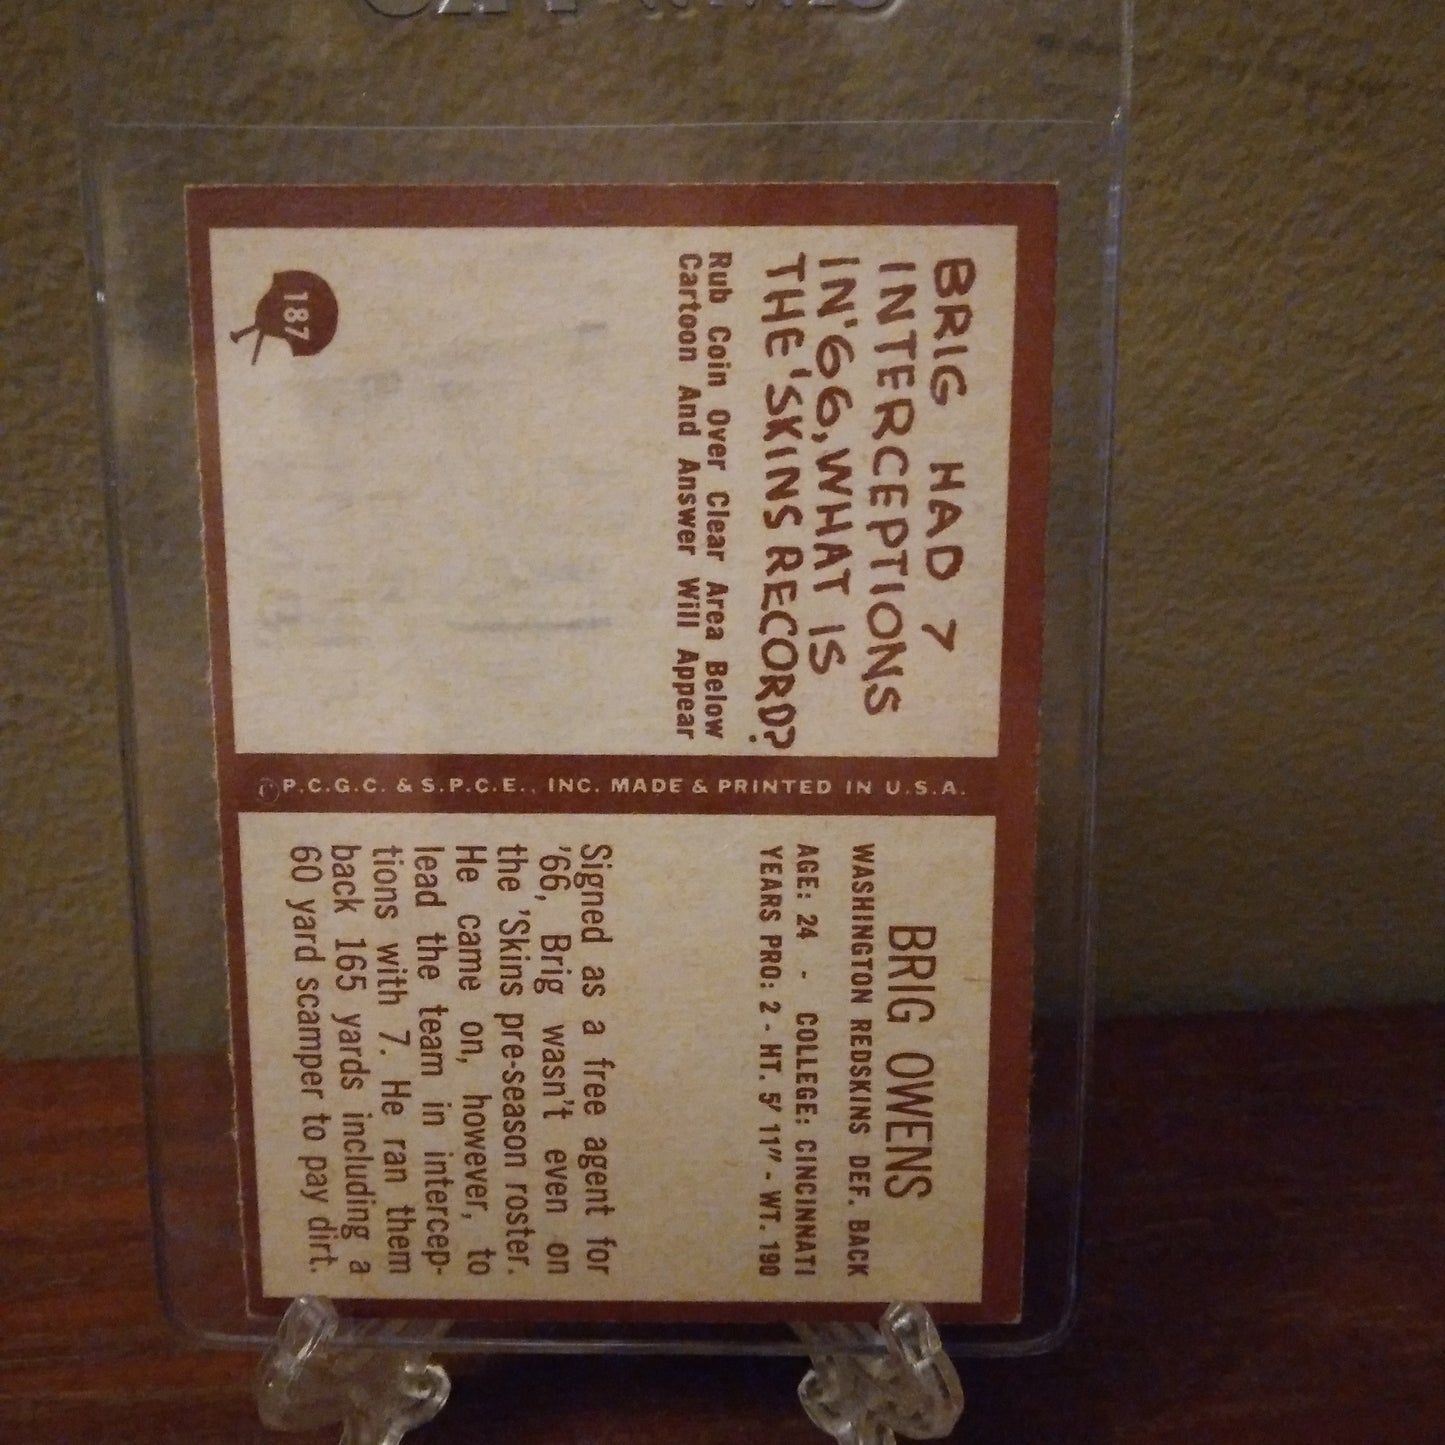 BRIG HAD 7
INTERCEPTIONS
IN '66, WHAT IS
THE 'SKINS RECORD?
Rub Coin Over Clear Area Below
Cartoon And Answer Will Appear
187
© P.C.G.C. & S.P.C.E., INC. MADE & PRINTED IN U.S.A.
BRIG OWENS
WASHINGTON REDSKINS DEF. BACK
AGE: 24 - COLLEGE: CINCINNATI
YEARS PRO: 2 - HT. 5' 11" - WT. 190
Signed as a free agent for
'66, Brig wasn't even on
the 'Skins pre-season roster.
He came on, however, to
lead the team in intercep-
tions with 7. He ran them
back 165 yards including a
60 yard scamper to pay dirt.